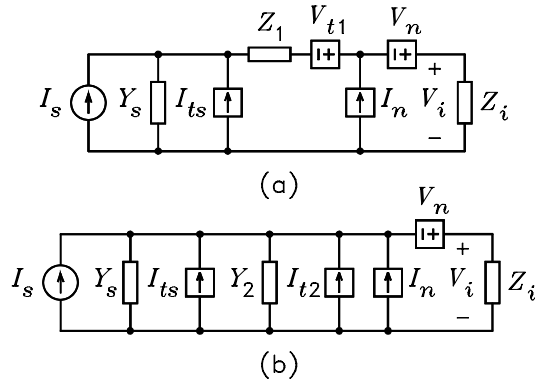 Z1 Vt1 Vn
Is Ys Its In + Vi − Zi
(a)
Vn
Is Ys Its Y2 It2 In + Vi − Zi
(b)